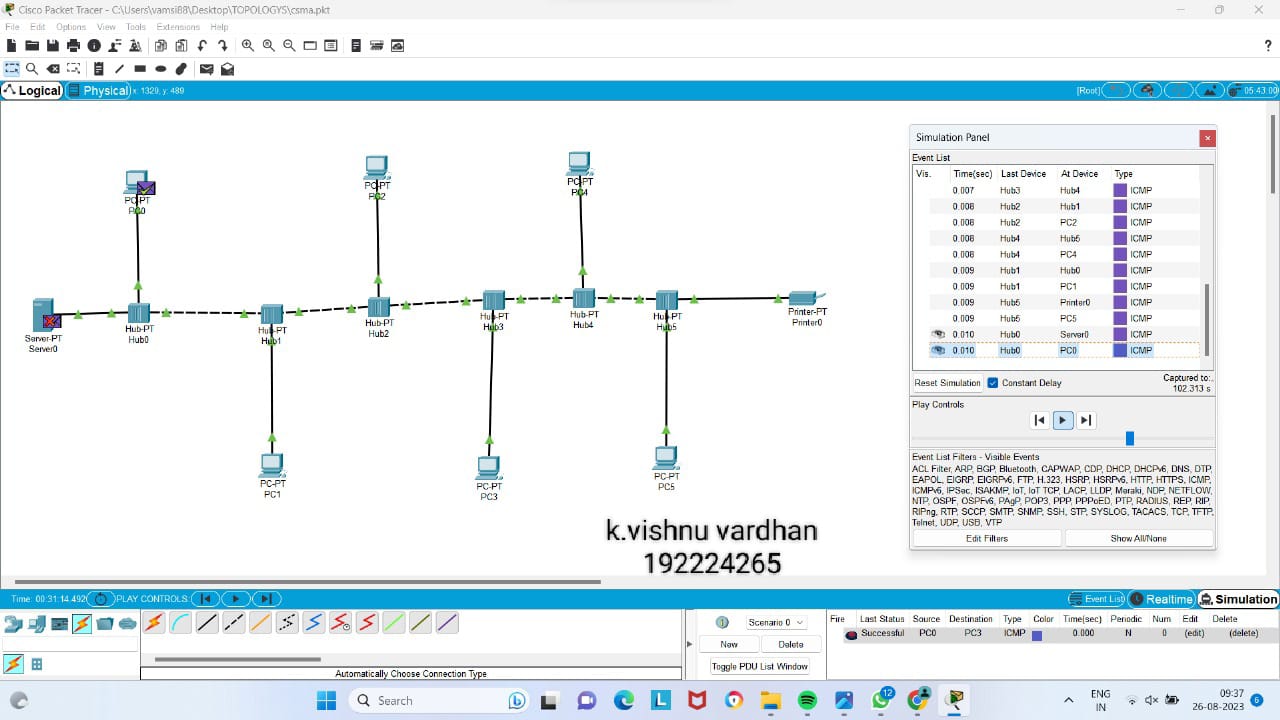 Cisco Packet Tracer - C:\Users\vamsi88\Desktop\TOPOLOGYS\csma.pkt
File Edit Options View Tools Extensions Help
?
Logical Physical x: 1329, y: 489 [Root] 05:43:00
Simulation Panel
Event List
Vis. Time(sec) Last Device At Device Type
0.007 Hub3 Hub4 ICMP
0.008 Hub2 Hub1 ICMP
0.008 Hub2 PC2 ICMP
0.008 Hub4 Hub5 ICMP
0.008 Hub4 PC4 ICMP
0.009 Hub1 Hub0 ICMP
0.009 Hub1 PC1 ICMP
0.009 Hub5 Printer0 ICMP
0.009 Hub5 PC5 ICMP
0.010 Hub0 Server0 ICMP
0.010 Hub0 PC0 ICMP
Reset Simulation Constant Delay Captured to:
102.313 s
Play Controls
Event List Filters - Visible Events
ACL Filter, ARP, BGP, Bluetooth, CAPWAP, CDP, DHCP, DHCPv6, DNS, DTP,
EAPOL, EIGRP, EIGRPv6, FTP, H.323, HSRP, HSRPv6, HTTP, HTTPS, ICMP,
ICMPv6, IPSec, ISAKMP, IoT, IoT TCP, LACP, LLDP, Meraki, NDP, NETFLOW,
NTP, OSPF, OSPFv6, PAgP, POP3, PPP, PPPoED, PTP, RADIUS, REP, RIP,
RIPng, RTP, SCCP, SMTP, SNMP, SSH, STP, SYSLOG, TACACS, TCP, TFTP,
Telnet, UDP, USB, VTP
Edit Filters Show All/None
PC-PT
PC0
PC-PT
PC2
PC-PT
PC4
Server-PT
Server0
Hub-PT
Hub0
Hub-PT
Hub1
Hub-PT
Hub2
Hub-PT
Hub3
Hub-PT
Hub4
Hub-PT
Hub5
Printer-PT
Printer0
PC-PT
PC1
PC-PT
PC3
PC-PT
PC5
k.vishnu vardhan
192224265
Time: 00:31:14.492 PLAY CONTROLS: Event List Realtime Simulation
Automatically Choose Connection Type
Scenario 0
New Delete
Toggle PDU List Window
Fire Last Status Source Destination Type Color Time(sec) Periodic Num Edit Delete
Successful PC0 PC3 ICMP 0.000 N 0 (edit) (delete)
Search
12
ENG
IN
09:37
26-08-2023
6